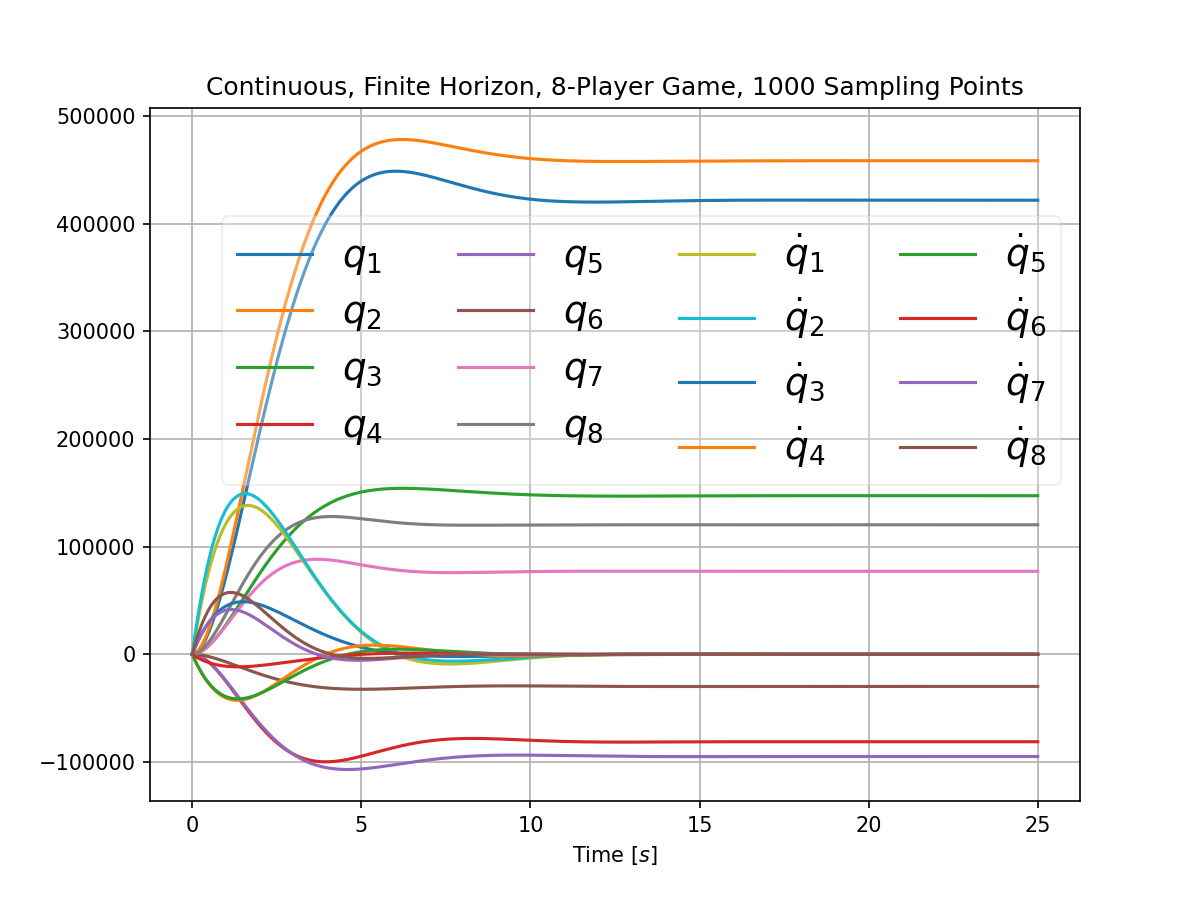 Continuous, Finite Horizon, 8-Player Game, 1000 Sampling Points
500000
400000
300000
200000
100000
0
−100000
q₁ q₅ q̇₁ q̇₅
q₂ q₆ q̇₂ q̇₆
q₃ q₇ q̇₃ q̇₇
q₄ q₈ q̇₄ q̇₈
0 5 10 15 20 25
Time [s]